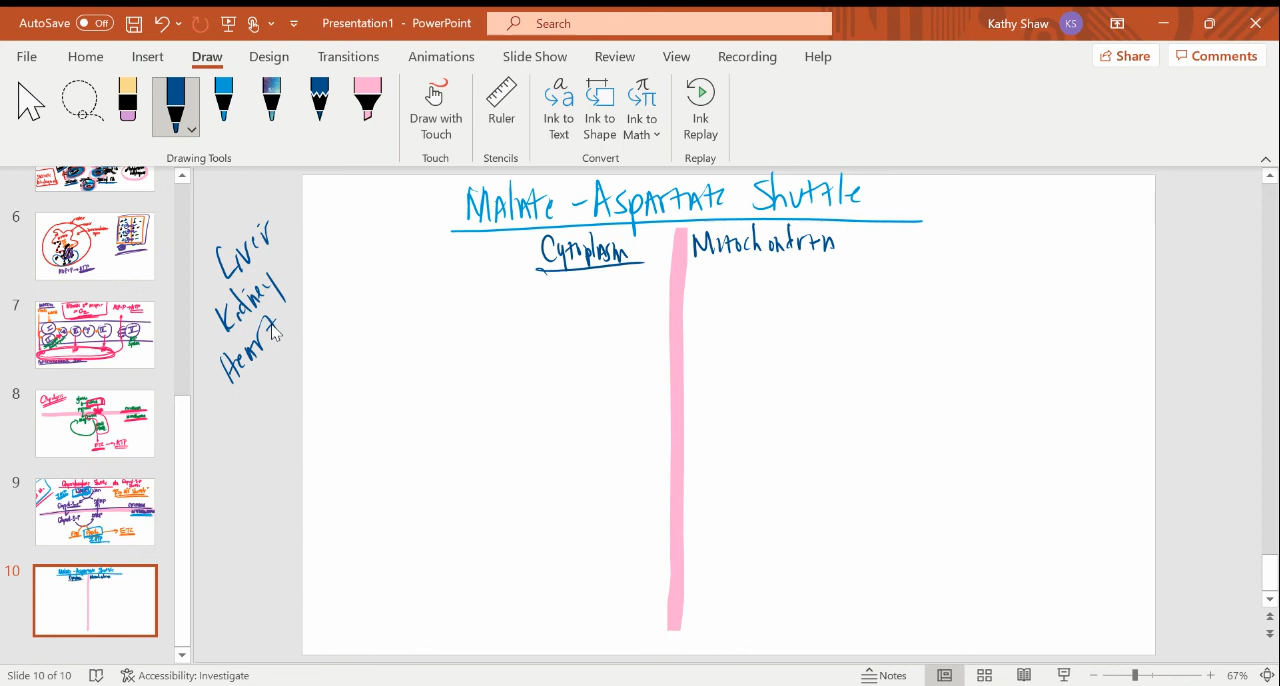 AutoSave Off Presentation1 - PowerPoint Search Kathy Shaw KS
File Home Insert Draw Design Transitions Animations Slide Show Review View Recording Help Share Comments
Draw with Touch Ruler Ink to Text Ink to Shape Ink to Math Ink Replay
Drawing Tools Touch Stencils Convert Replay
6
7
8
9
10
Malate - Aspartate Shuttle
Cytoplasm Mitochondria
Liver
Kidney
Heart
Slide 10 of 10 Accessibility: Investigate Notes 67%